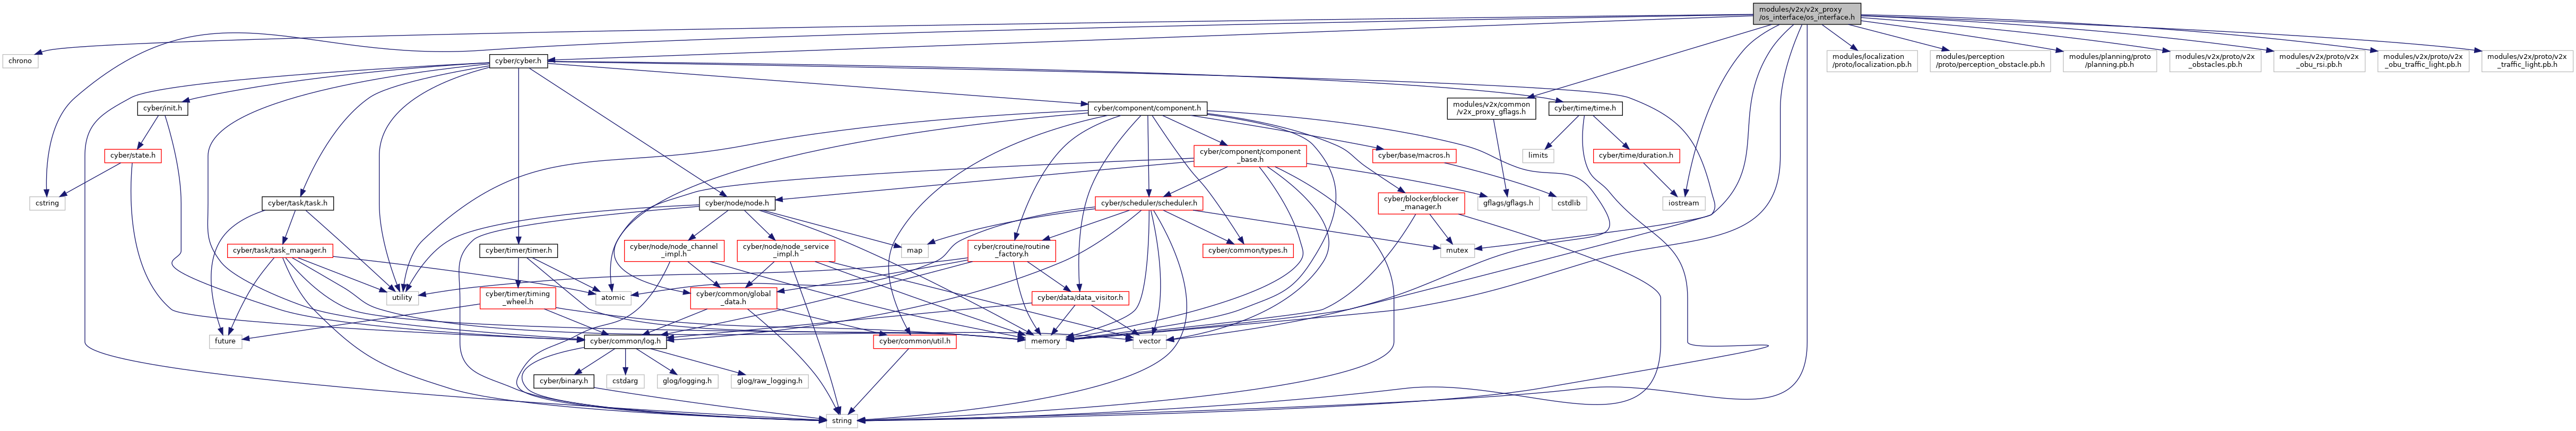 modules/v2x/v2x_proxy
/os_interface/os_interface.h
chrono
cyber/cyber.h
modules/localization
/proto/localization.pb.h
modules/perception
/proto/perception_obstacle.pb.h
modules/planning/proto
/planning.pb.h
modules/v2x/proto/v2x
_obstacles.pb.h
modules/v2x/proto/v2x
_obu_rsi.pb.h
modules/v2x/proto/v2x
_obu_traffic_light.pb.h
modules/v2x/proto/v2x
_traffic_light.pb.h
cyber/init.h
cyber/component/component.h
modules/v2x/common
/v2x_proxy_gflags.h
cyber/time/time.h
cyber/state.h
cyber/component/component
_base.h
cyber/base/macros.h
limits
cyber/time/duration.h
cstring
cyber/task/task.h
cyber/node/node.h
cyber/scheduler/scheduler.h
cyber/blocker/blocker
_manager.h
gflags/gflags.h
cstdlib
iostream
cyber/task/task_manager.h
cyber/timer/timer.h
cyber/node/node_channel
_impl.h
cyber/node/node_service
_impl.h
map
cyber/croutine/routine
_factory.h
cyber/common/types.h
mutex
utility
cyber/timer/timing
_wheel.h
atomic
cyber/common/global
_data.h
cyber/data/data_visitor.h
future
cyber/common/log.h
cyber/common/util.h
memory
vector
cyber/binary.h
cstdarg
glog/logging.h
glog/raw_logging.h
string